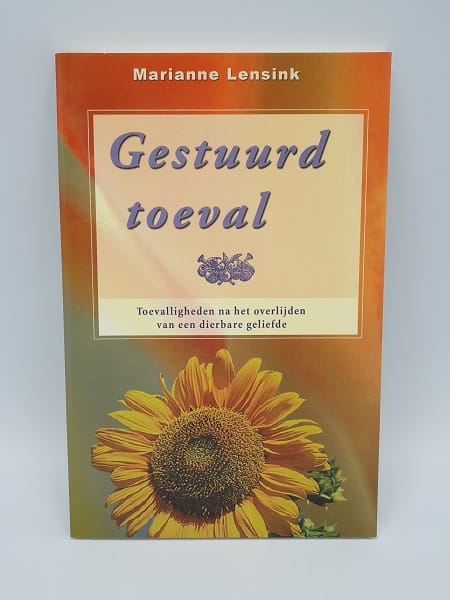 Marianne Lensink
Gestuurd
toeval
Toevalligheden na het overlijden
van een dierbare geliefde